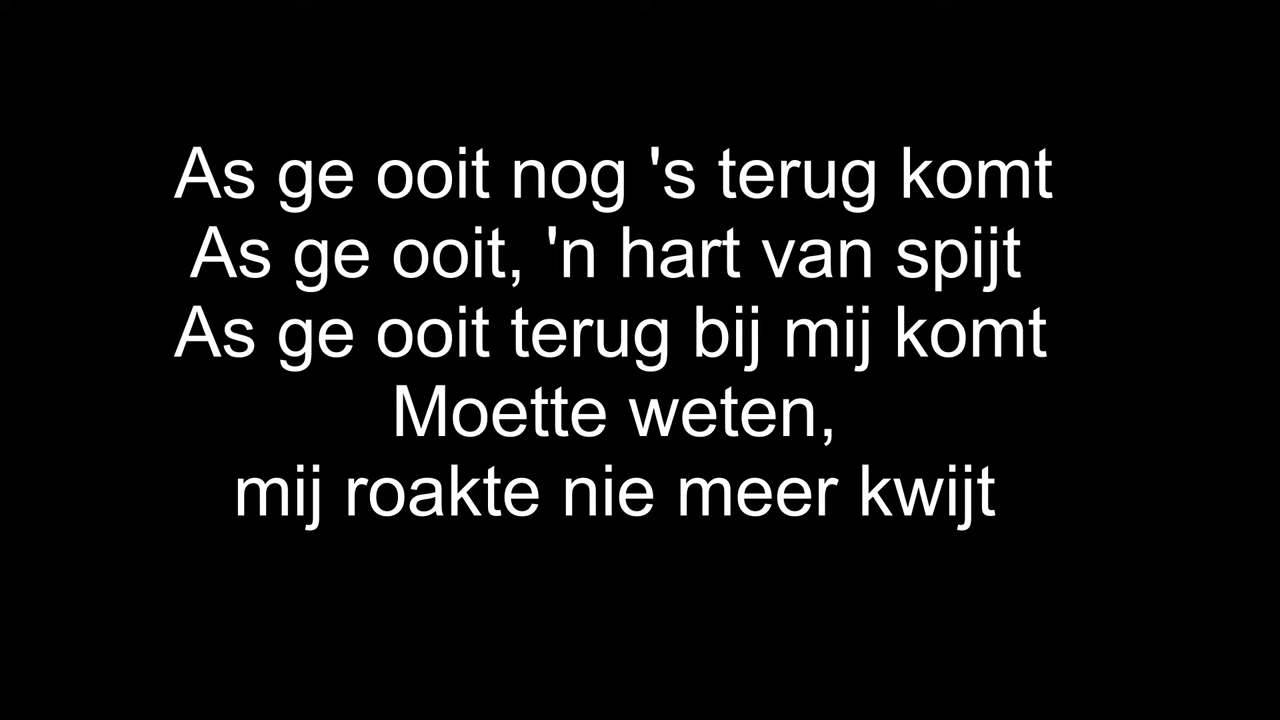 As ge ooit nog 's terug komt
As ge ooit, 'n hart van spijt
As ge ooit terug bij mij komt
Moette weten,
mij roakte nie meer kwijt